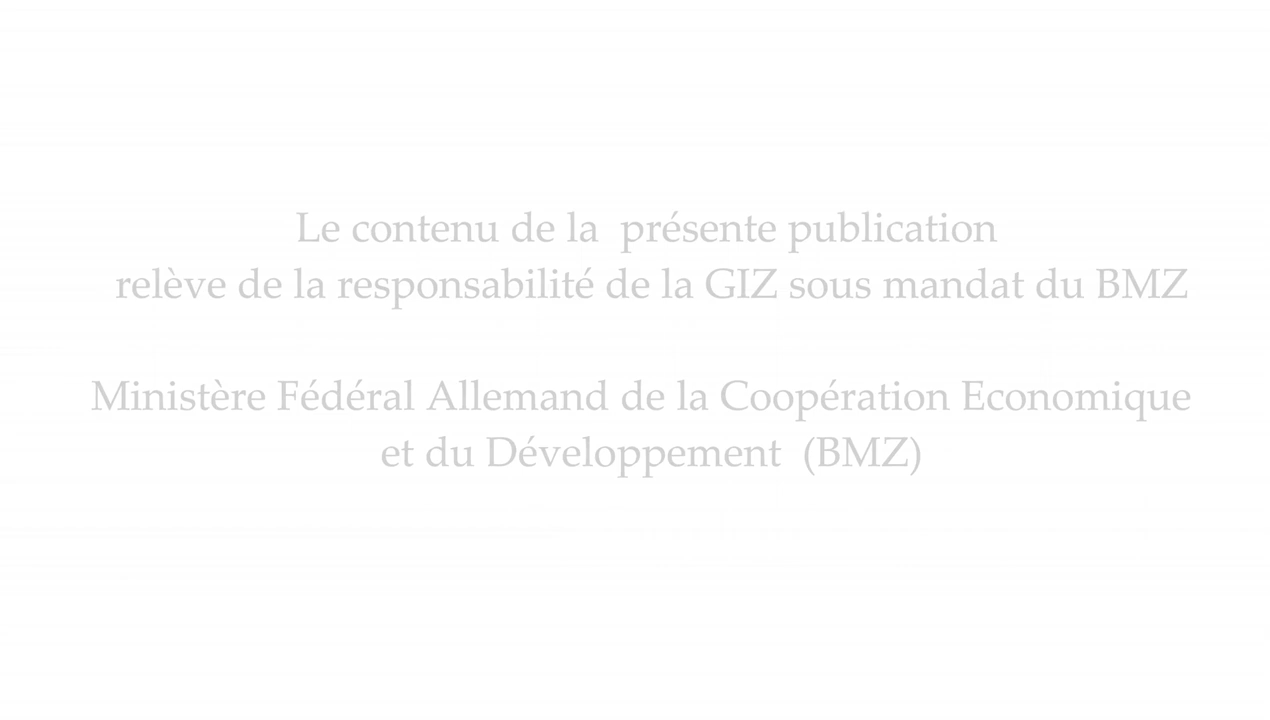 Le contenu de la présente publication
relève de la responsabilité de la GIZ sous mandat du BMZ
Ministère Fédéral Allemand de la Coopération Economique
et du Développement (BMZ)